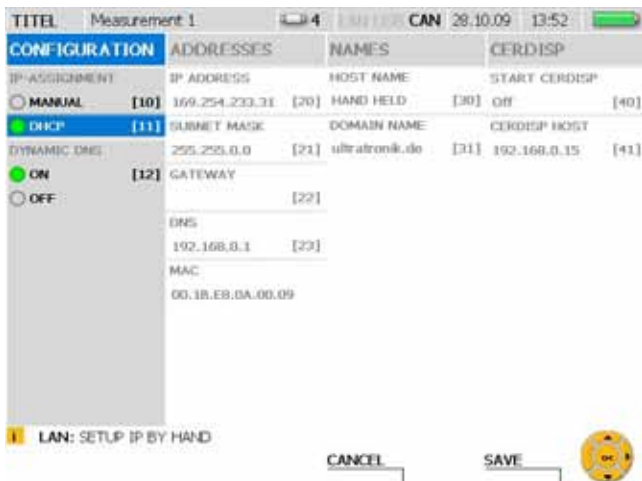 TITEL Measurement 1 4 CAN 28.10.09 13:52
CONFIGURATION ADDRESSES NAMES CERDISP
IP-ASSIGNMENT IP ADDRESS HOST NAME START CERDISP
MANUAL [10] 169.254.233.31 [20] HAND HELD [30] Off [40]
DHCP [11] SUBNET MASK DOMAIN NAME CERDISP HOST
DYNAMIC DNS 255.255.0.0 [21] ultratronik.de [31] 192.168.0.15 [41]
ON [12] GATEWAY
OFF [22]
DNS
192.168.0.1 [23]
MAC
00.1B.E8.0A.00.09
i LAN: SETUP IP BY HAND
CANCEL SAVE OK